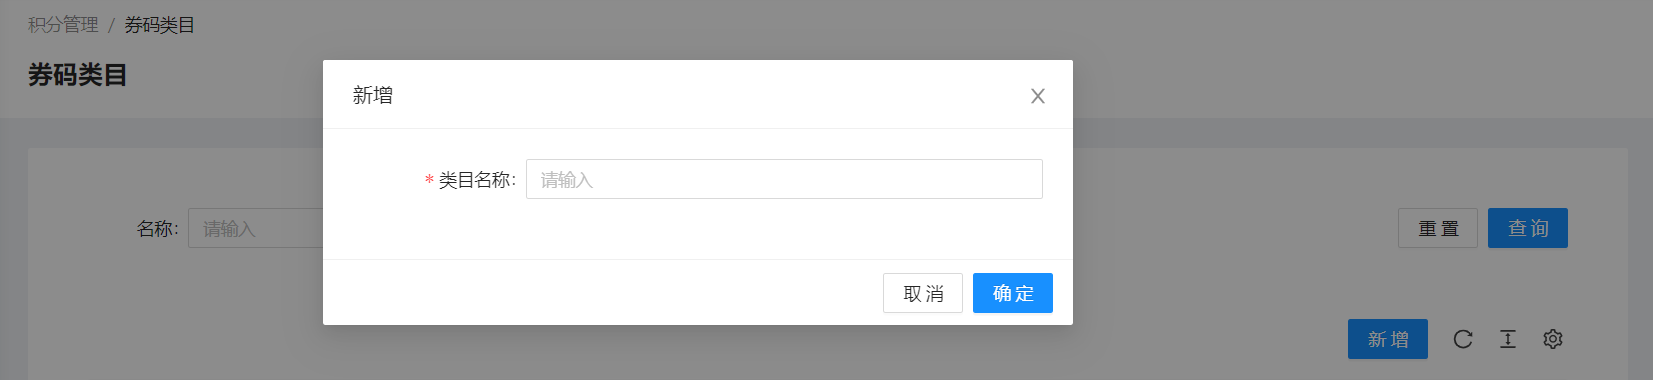 积分管理 / 券码类目
券码类目
新增
* 类目名称:
请输入
名称:
请输入
重置
查询
取消
确定
新增